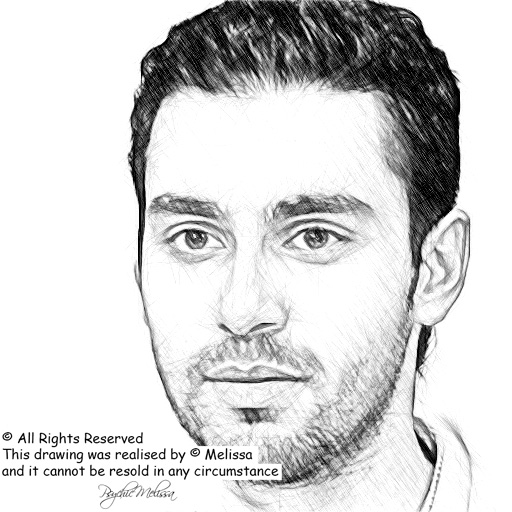 © All Rights Reserved
This drawing was realised by © Melissa
and it cannot be resold in any circumstance
Psychic Melissa